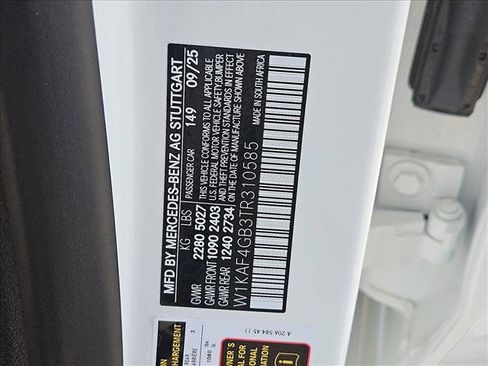 MFD BY MERCEDES-BENZ AG STUTTGART
PASSENGER CAR 149 09/25
KG LBS
GVWR 2280 5027
GAWR FRONT 1090 2403
GAWR REAR 1240 2734
THIS VEHICLE CONFORMS TO ALL APPLICABLE
U.S. FEDERAL MOTOR VEHICLE SAFETY, BUMPER
AND THEFT PREVENTION STANDARDS IN EFFECT
ON THE DATE OF MANUFACTURE SHOWN ABOVE
MADE IN SOUTH AFRICA
W1KAF4GB3TR310585
A 206 584 45 11